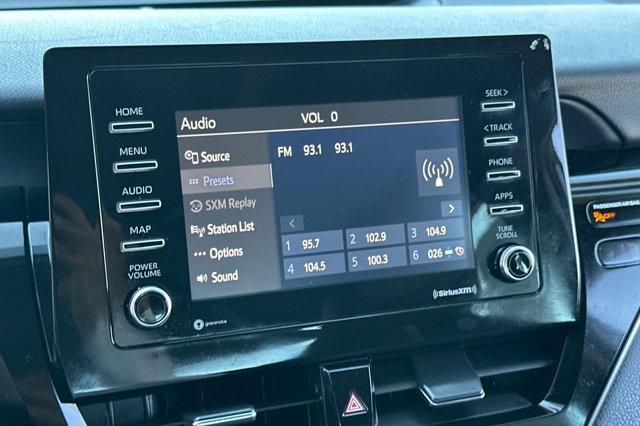 HOME
MENU
AUDIO
MAP
POWER
VOLUME
Audio
VOL 0
Source
Presets
SXM Replay
Station List
Options
Sound
FM 93.1 93.1
1 95.7
2 102.9
3 104.9
4 104.5
5 100.3
6 026
SEEK >
< TRACK
PHONE
APPS
TUNE
SCROLL
gracenote
SiriusXM
PASSENGER AIR BAG
OFF